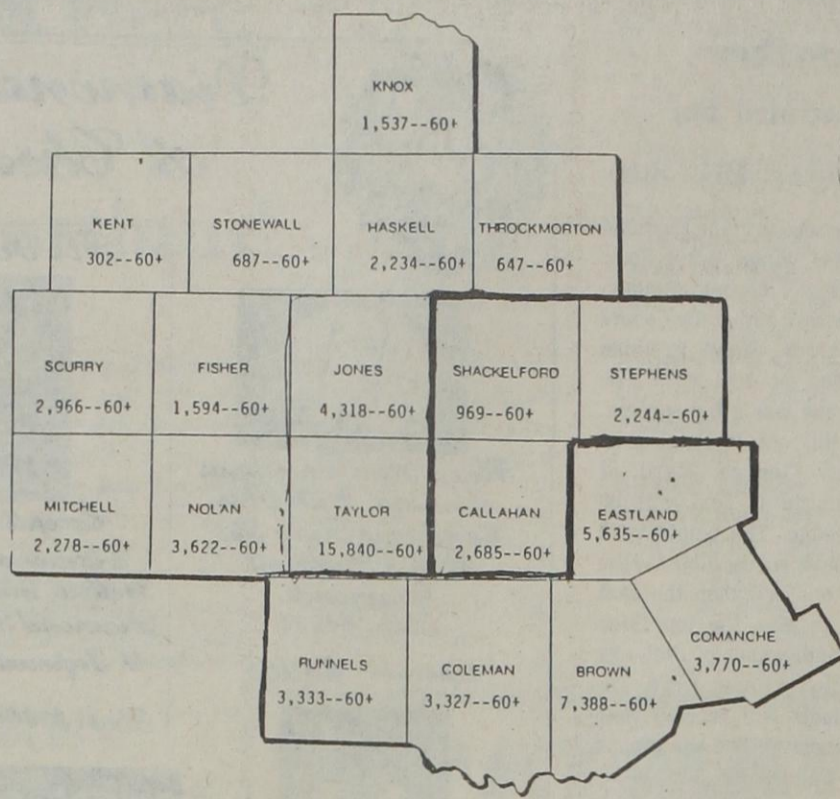 KNOX
1,537--60+
KENT
302--60+
STONEWALL
687--60+
HASKELL
2,234--60+
THROCKMORTON
647--60+
SCURRY
2,966--60+
FISHER
1,594--60+
JONES
4,318--60+
SHACKELFORD
969--60+
STEPHENS
2,244--60+
MITCHELL
2,278--60+
NOLAN
3,622--60+
TAYLOR
15,840--60+
CALLAHAN
2,685--60+
EASTLAND
5,635--60+
RUNNELS
3,333--60+
COLEMAN
3,327--60+
BROWN
7,388--60+
COMANCHE
3,770--60+